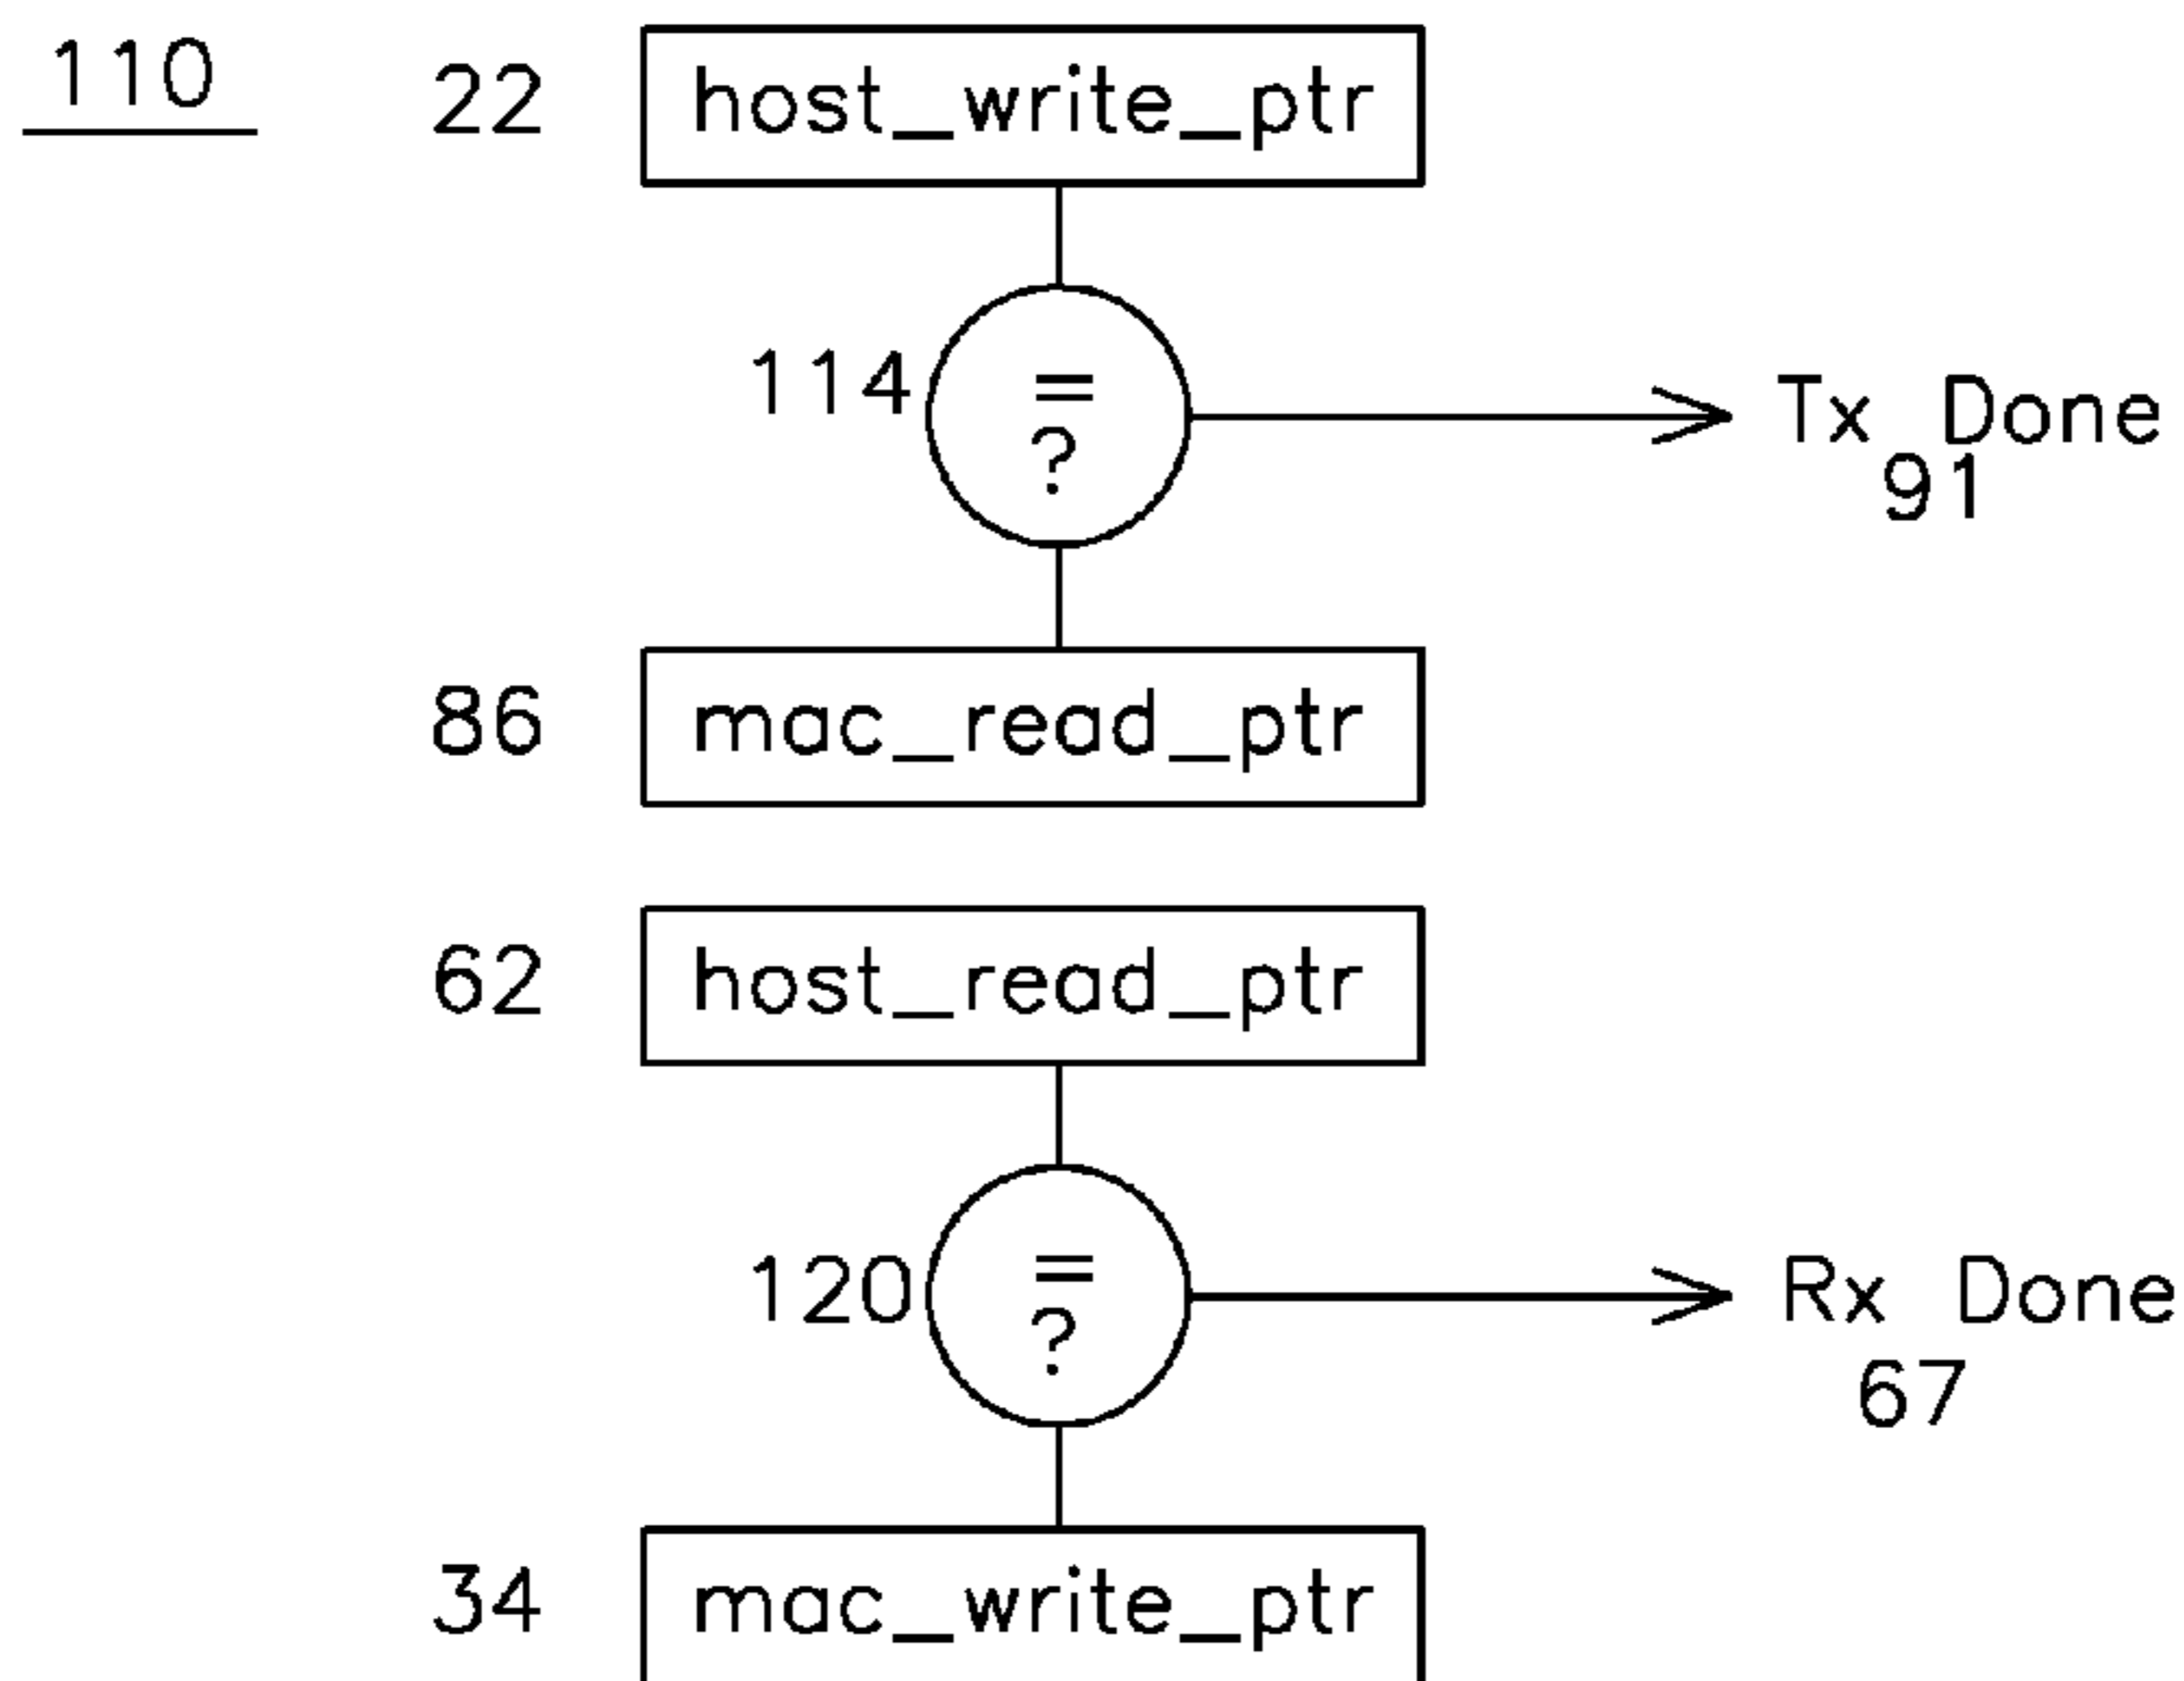 110
22 host_write_ptr
114 = ? Tx Done
91
86 mac_read_ptr
62 host_read_ptr
120 = ? Rx Done
67
34 mac_write_ptr